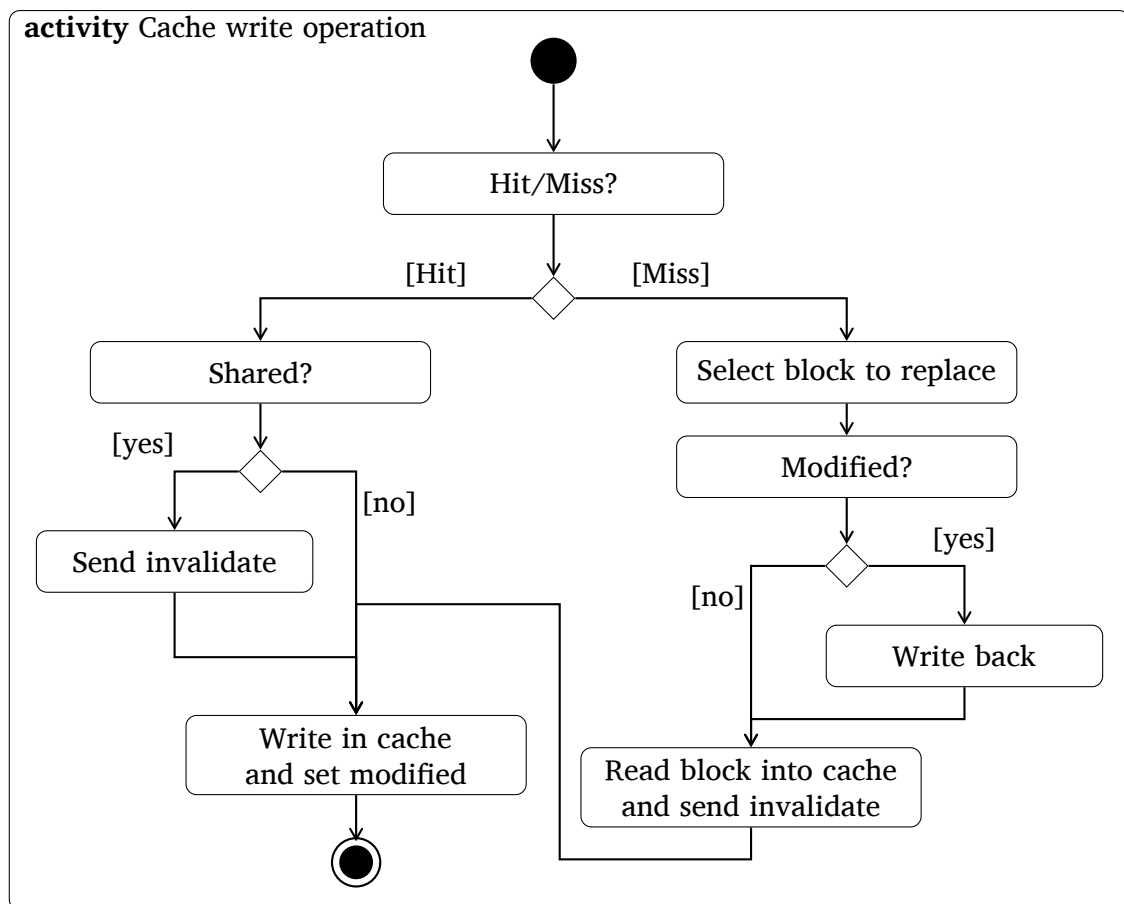 activity Cache write operation
Hit/Miss?
[Hit]
[Miss]
Shared?
Select block to replace
[yes]
Modified?
[no]
Send invalidate
[yes]
[no]
Write back
Write in cache
and set modified
Read block into cache
and send invalidate